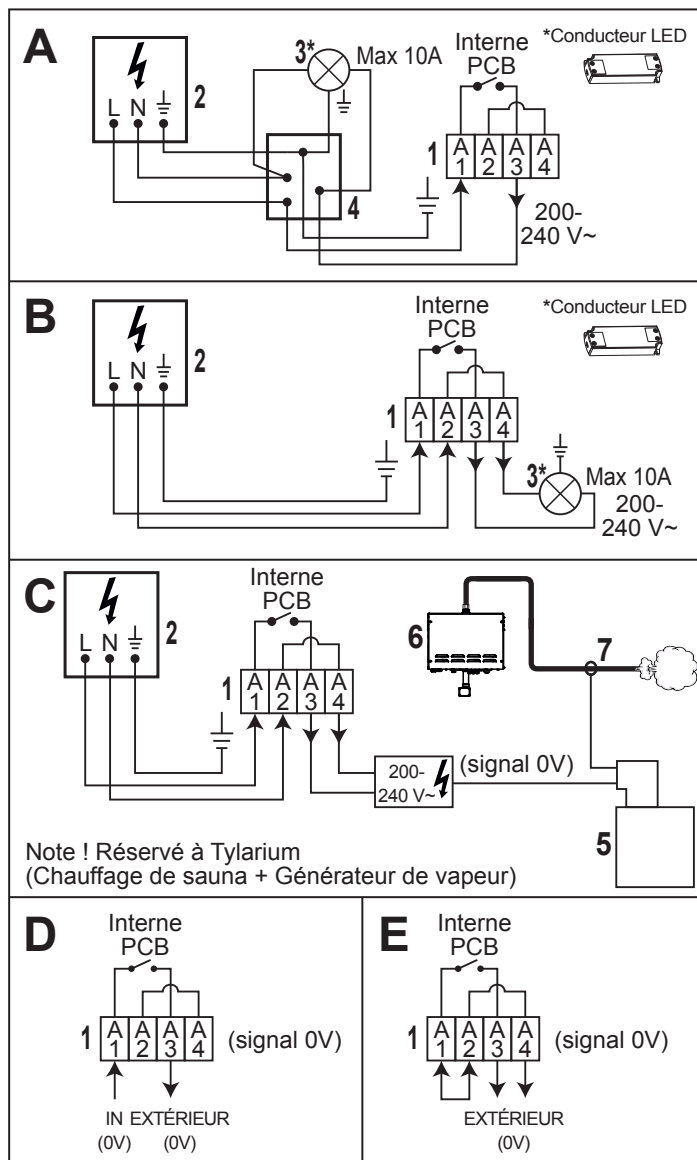 A
L N
2
3*
Max 10A
Interne
PCB
*Conducteur LED
1
A A A A
1 2 3 4
4
200-
240 V~
B
L N
2
Interne
PCB
*Conducteur LED
1
A A A A
1 2 3 4
3*
Max 10A
200-
240 V~
C
L N
2
Interne
PCB
1
A A A A
1 2 3 4
6
7
200-
240 V~
(signal 0V)
5
Note ! Réservé à Tylarium
(Chauffage de sauna + Générateur de vapeur)
D
Interne
PCB
1
A A A A
1 2 3 4
(signal 0V)
IN EXTÉRIEUR
(0V) (0V)
E
Interne
PCB
1
A A A A
1 2 3 4
(signal 0V)
EXTÉRIEUR
(0V)